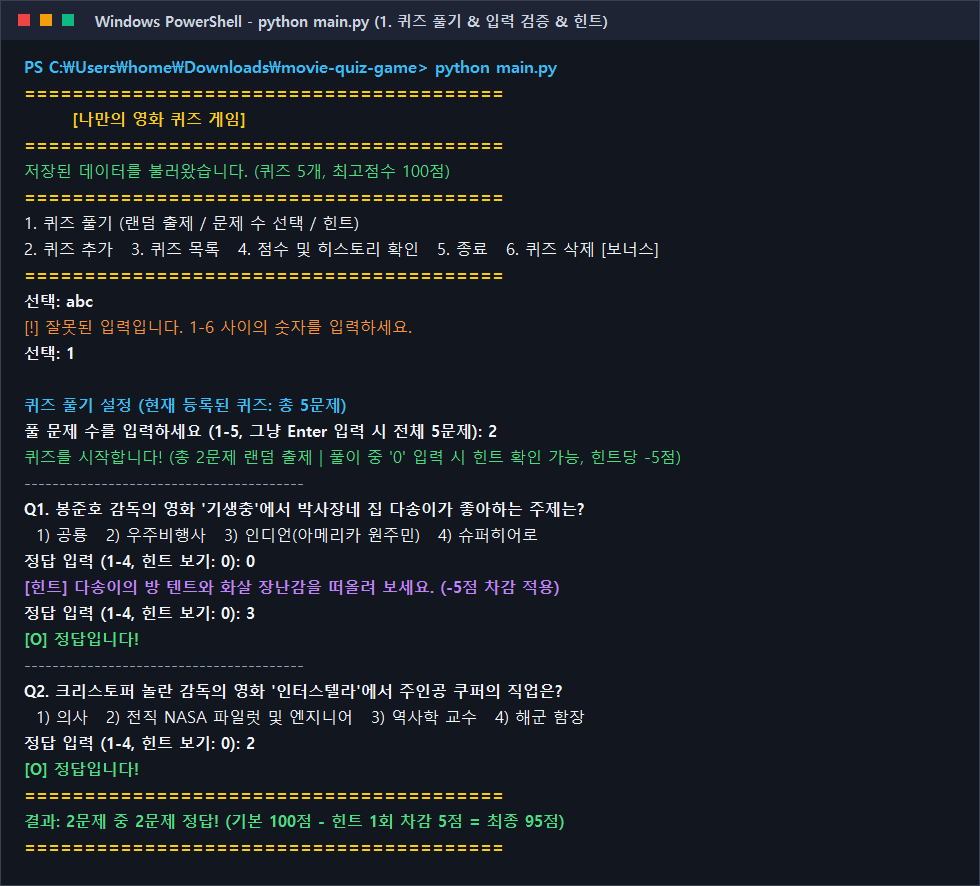 Windows PowerShell - python main.py (1. 퀴즈 풀기 & 입력 검증 & 힌트)
PS C:₩Users₩home₩Downloads₩movie-quiz-game> python main.py
========================================
[나만의 영화 퀴즈 게임]
========================================
저장된 데이터를 불러왔습니다. (퀴즈 5개, 최고점수 100점)
========================================
1. 퀴즈 풀기 (랜덤 출제 / 문제 수 선택 / 힌트)
2. 퀴즈 추가   3. 퀴즈 목록   4. 점수 및 히스토리 확인   5. 종료   6. 퀴즈 삭제 [보너스]
========================================
선택: abc
[!] 잘못된 입력입니다. 1-6 사이의 숫자를 입력하세요.
선택: 1
퀴즈 풀기 설정 (현재 등록된 퀴즈: 총 5문제)
풀 문제 수를 입력하세요 (1-5, 그냥 Enter 입력 시 전체 5문제): 2
퀴즈를 시작합니다! (총 2문제 랜덤 출제 | 풀이 중 '0' 입력 시 힌트 확인 가능, 힌트당 -5점)
----------------------------------------
Q1. 봉준호 감독의 영화 '기생충'에서 박사장네 집 다송이가 좋아하는 주제는?
1) 공룡   2) 우주비행사   3) 인디언(아메리카 원주민)   4) 슈퍼히어로
정답 입력 (1-4, 힌트 보기: 0): 0
[힌트] 다송이의 방 텐트와 화살 장난감을 떠올려 보세요. (-5점 차감 적용)
정답 입력 (1-4, 힌트 보기: 0): 3
[O] 정답입니다!
----------------------------------------
Q2. 크리스토퍼 놀란 감독의 영화 '인터스텔라'에서 주인공 쿠퍼의 직업은?
1) 의사   2) 전직 NASA 파일럿 및 엔지니어   3) 역사학 교수   4) 해군 함장
정답 입력 (1-4, 힌트 보기: 0): 2
[O] 정답입니다!
========================================
결과: 2문제 중 2문제 정답! (기본 100점 - 힌트 1회 차감 5점 = 최종 95점)
========================================